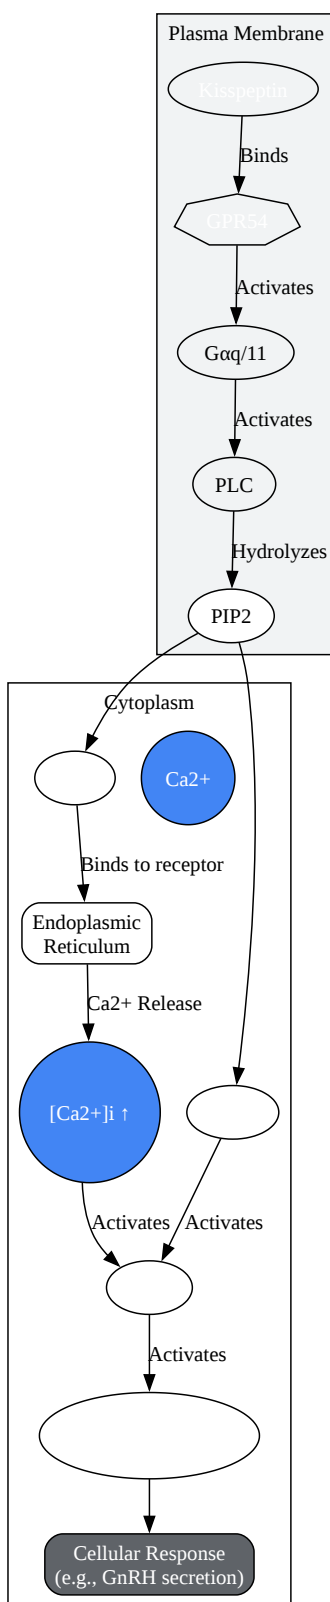 Plasma Membrane
Kisspeptin
Binds
GPR54
Activates
Gαq/11
Activates
PLC
Hydrolyzes
PIP2
Cytoplasm
Ca2+
Binds to receptor
Endoplasmic
Reticulum
Ca2+ Release
[Ca2+]i ↑
Activates
Activates
Activates
Cellular Response
(e.g., GnRH secretion)